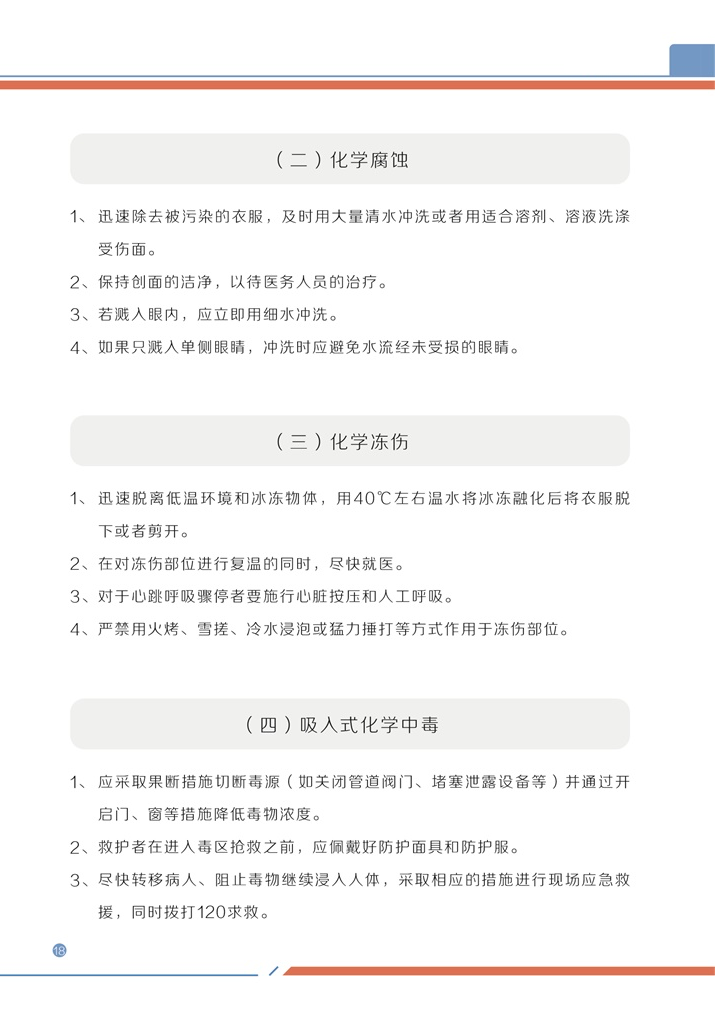 （二）化学腐蚀
1、 迅速除去被污染的衣服，及时用大量清水冲洗或者用适合溶剂、溶液洗涤
受伤面。
2、保持创面的洁净，以待医务人员的治疗。
3、若溅入眼内，应立即用细水冲洗。
4、如果只溅入单侧眼睛，冲洗时应避免水流经未受损的眼睛。
（三）化学冻伤
1、 迅速脱离低温环境和冰冻物体，用40℃左右温水将冰冻融化后将衣服脱
下或者剪开。
2、在对冻伤部位进行复温的同时，尽快就医。
3、对于心跳呼吸骤停者要施行心脏按压和人工呼吸。
4、严禁用火烤、雪搓、冷水浸泡或猛力捶打等方式作用于冻伤部位。
（四）吸入式化学中毒
1、 应采取果断措施切断毒源（如关闭管道阀门、堵塞泄露设备等）并通过开
启门、窗等措施降低毒物浓度。
2、救护者在进入毒区抢救之前，应佩戴好防护面具和防护服。
3、尽快转移病人、阻止毒物继续浸入人体，采取相应的措施进行现场应急救
援，同时拨打120求救。
18